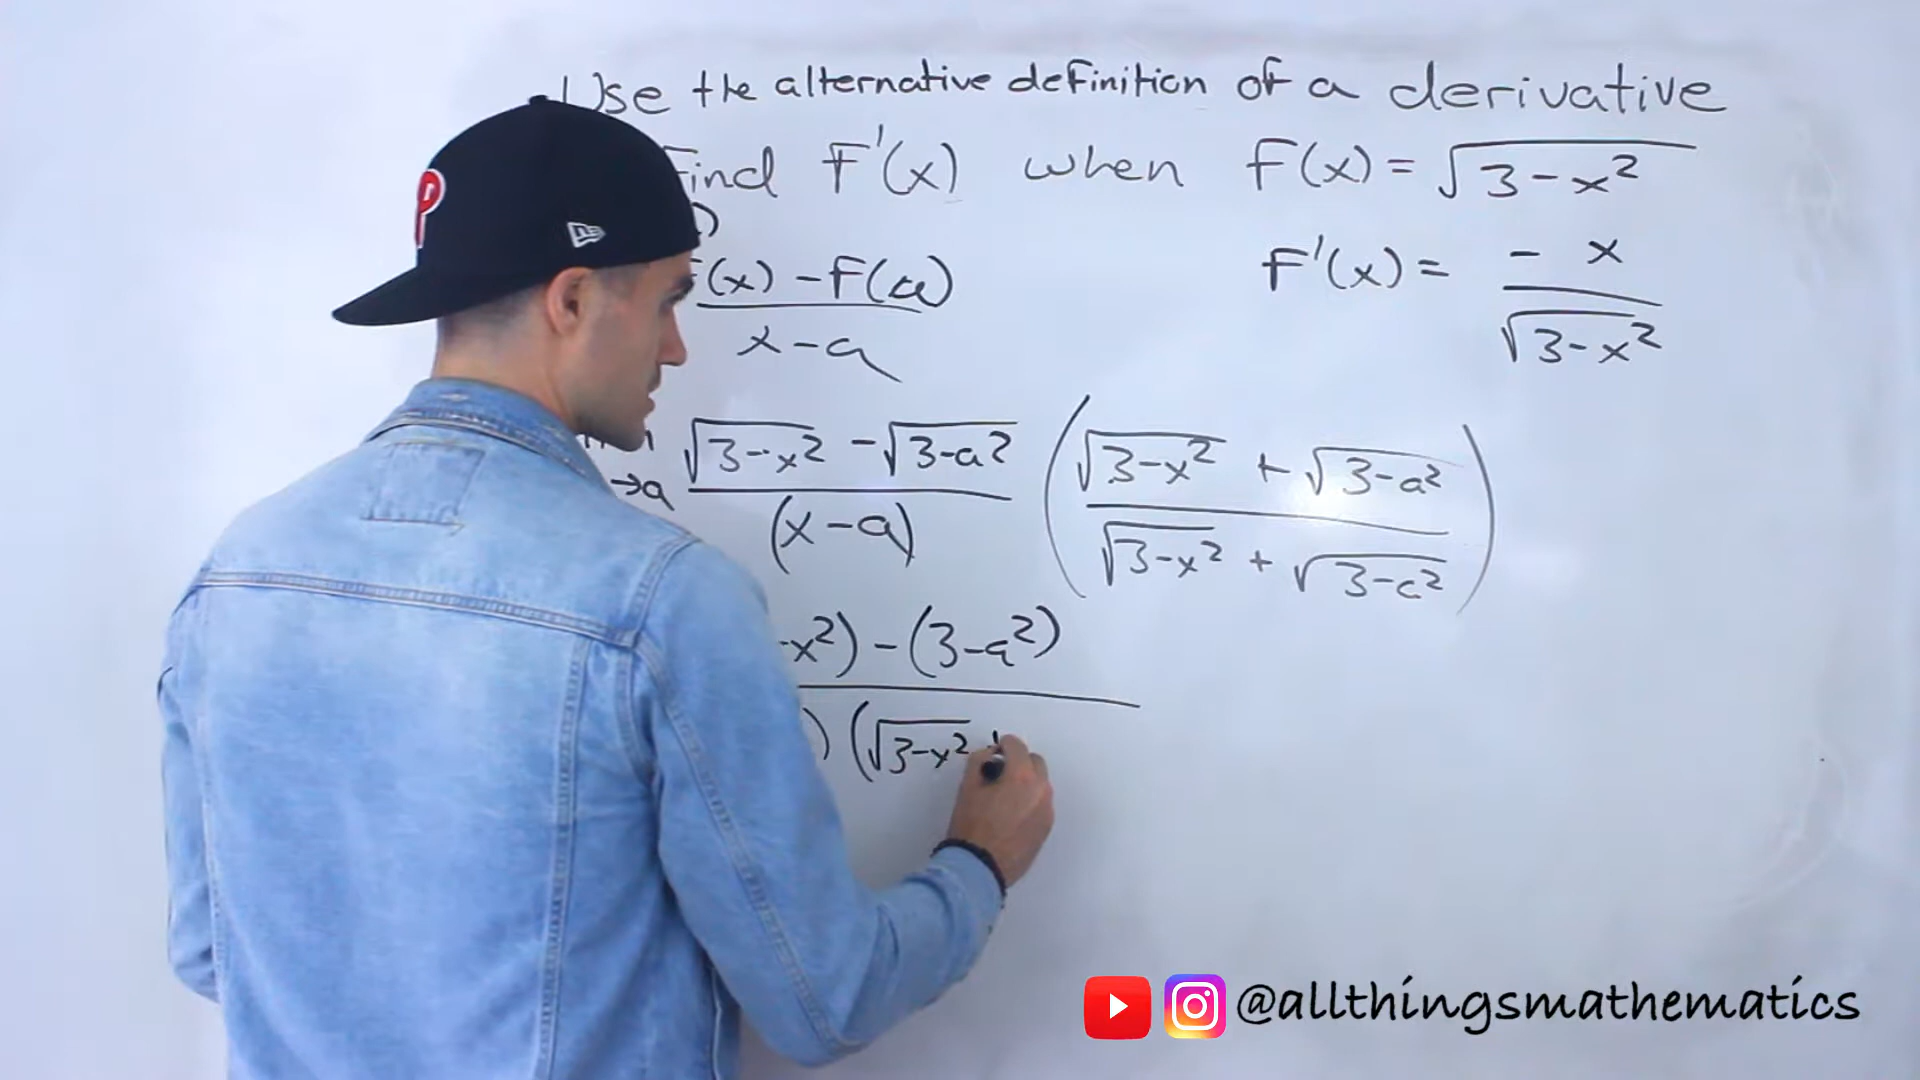 Use the alternative definition of a derivative
Find F'(x) when F(x) = √3-x²
F(x) - F(a)
x-a
F'(x) = -x
√3-x²
√3-x² - √3-a² (√3-x² + √3-a²)
→a
(x-a) √3-x² + √3-a²
-x²) - (3-a²)
) (√3-x² +
@allthingsmathematics